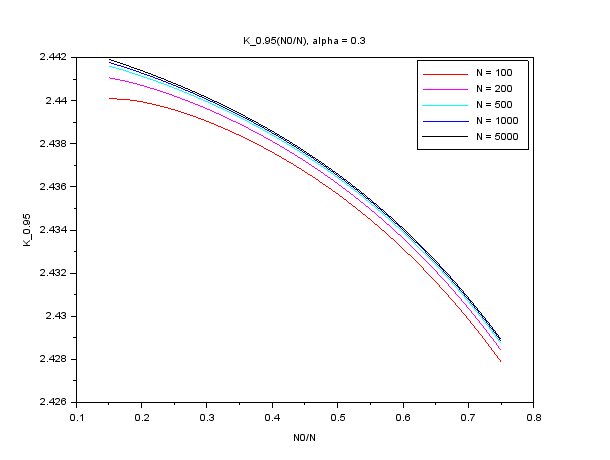 K_0.95(N0/N), alpha = 0.3
2.442
2.44
2.438
2.436
2.434
2.432
2.43
2.428
2.426
K_0.95
0.1 0.2 0.3 0.4 0.5 0.6 0.7 0.8
N0/N
N = 100
N = 200
N = 500
N = 1000
N = 5000